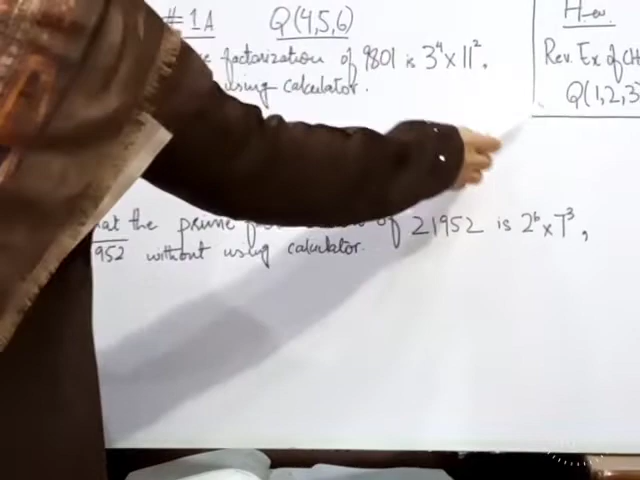 # 1A Q(4,5,6)
factorization of 9801 is 3⁴ x 11²,
using calculator.
H-w
Rev. Ex of CH
Q(1,2,3
at the prime of 21952 is 2⁶ x 7³,
952 without using calculator.